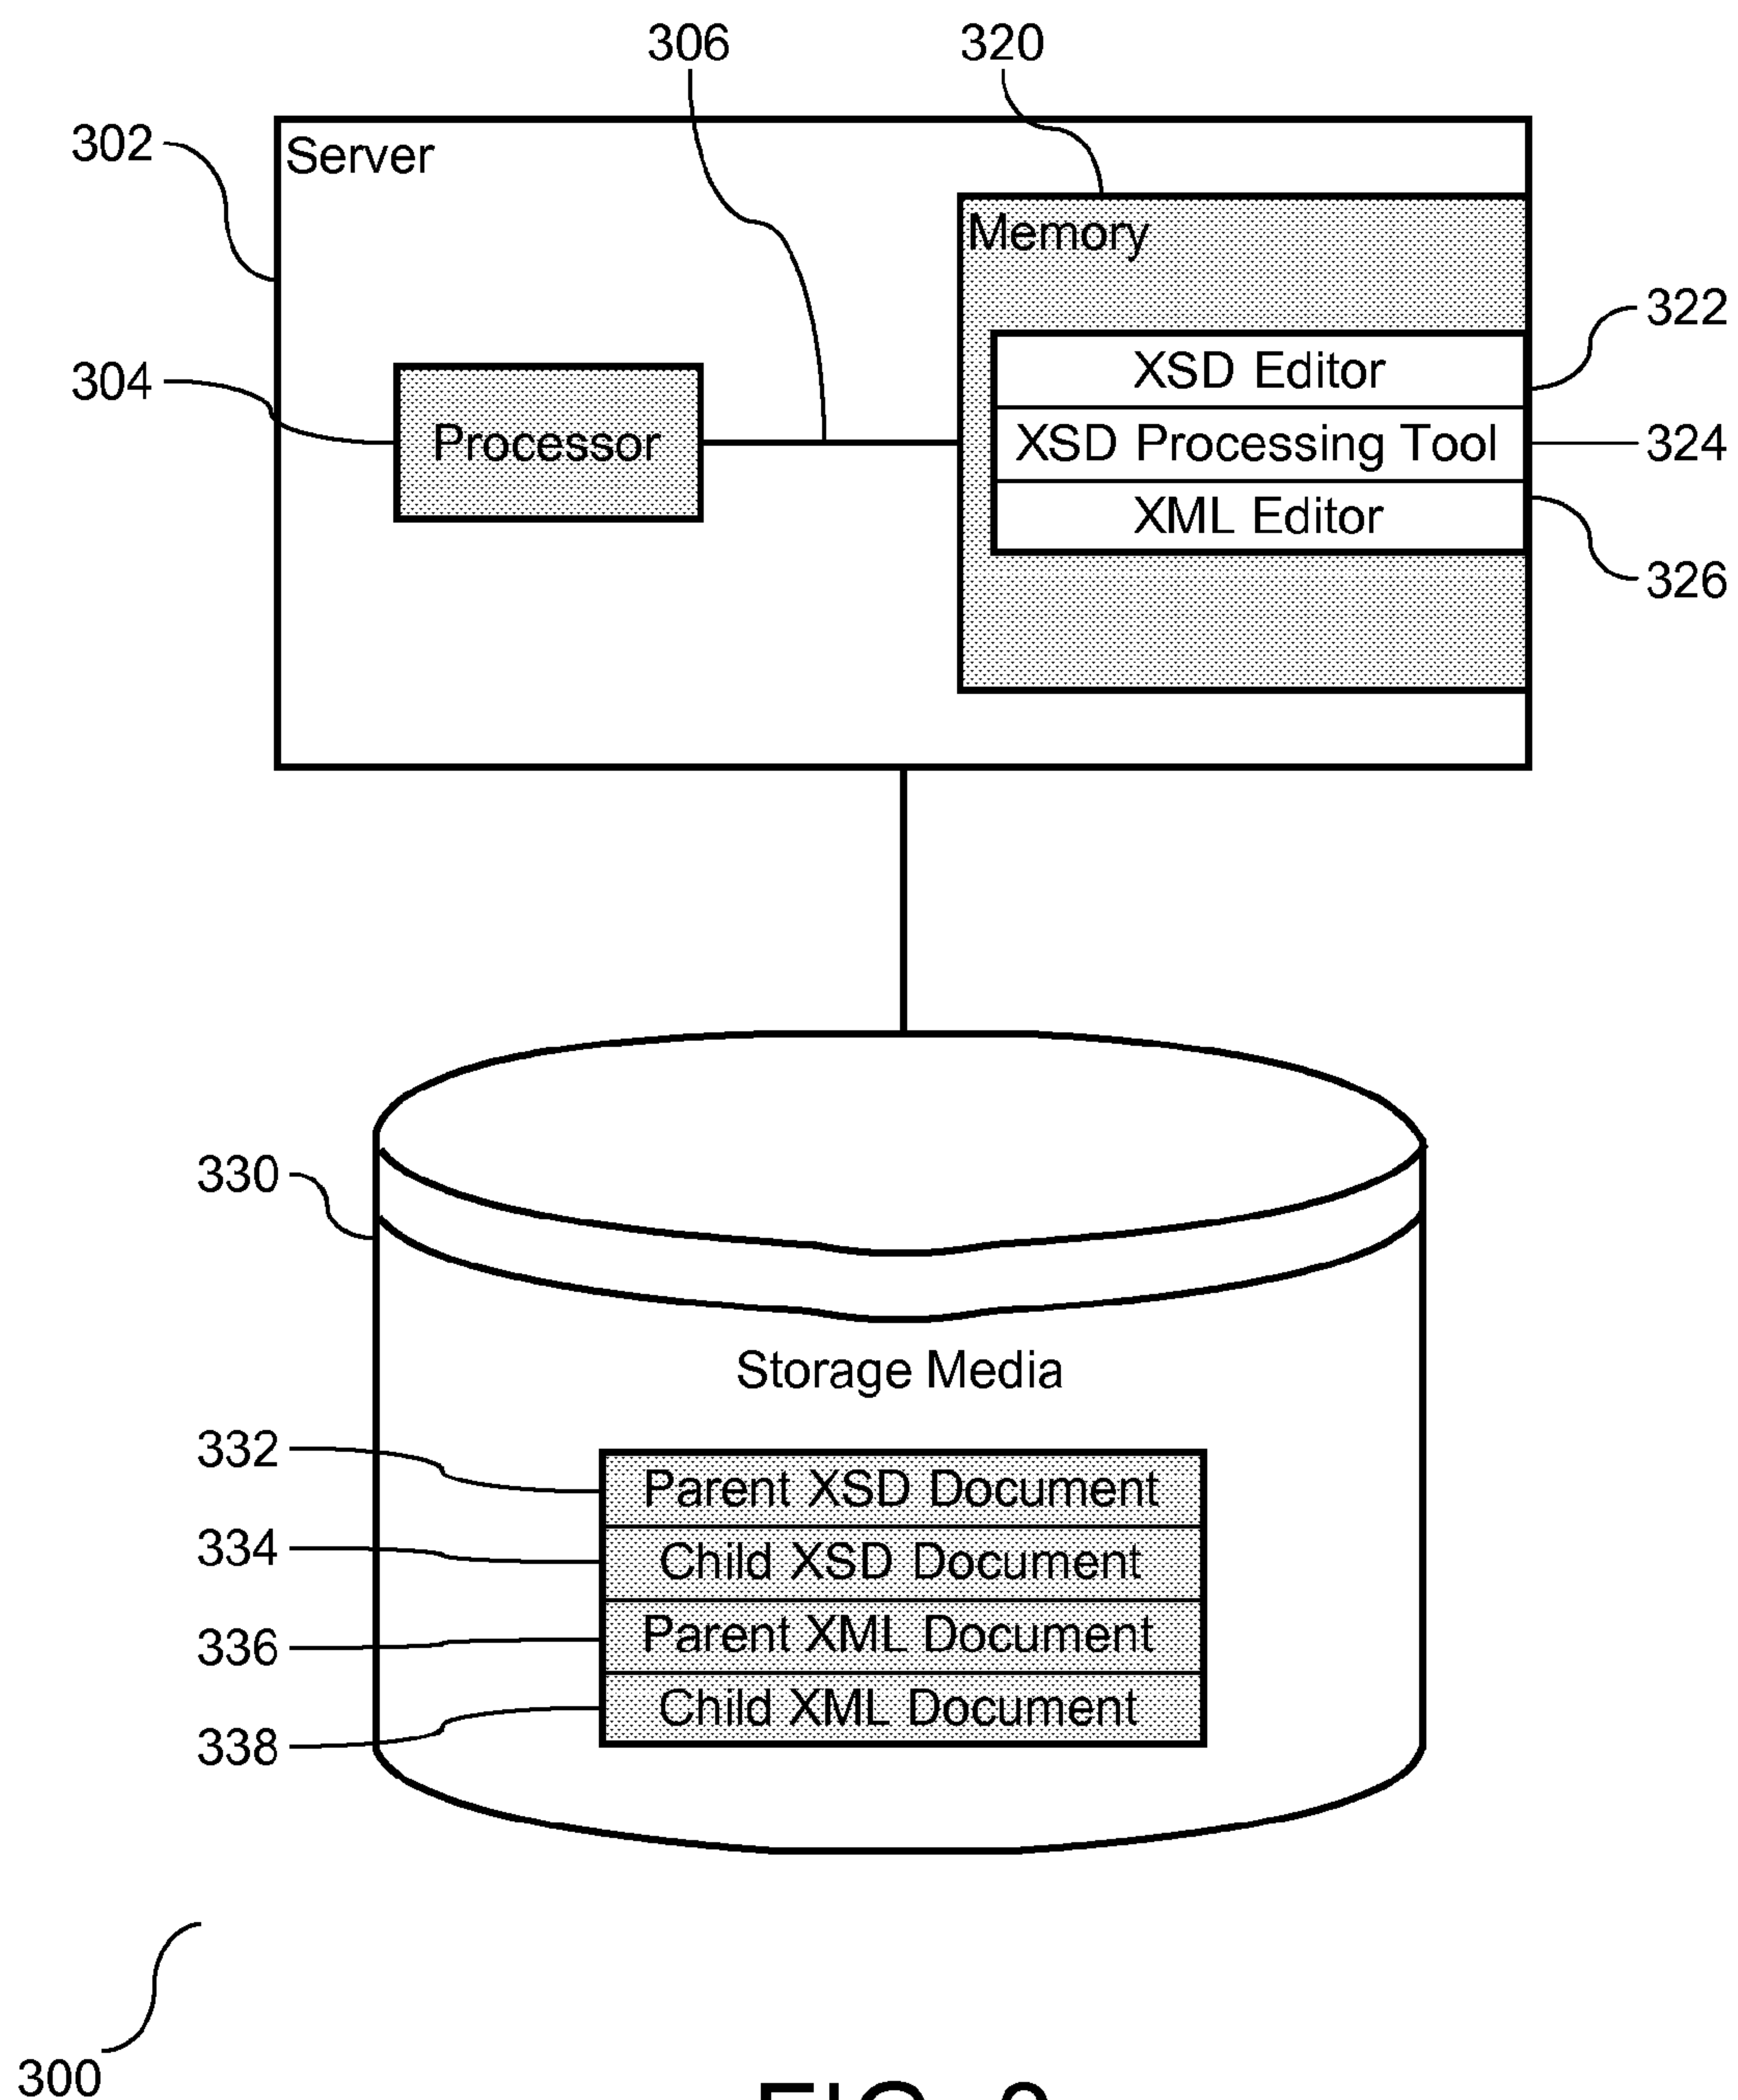 306
320
302
Server
Memory
322
XSD Editor
304
Processor
XSD Processing Tool
324
XML Editor
326
330
Storage Media
332
Parent XSD Document
334
Child XSD Document
336
Parent XML Document
338
Child XML Document
300
FIG.